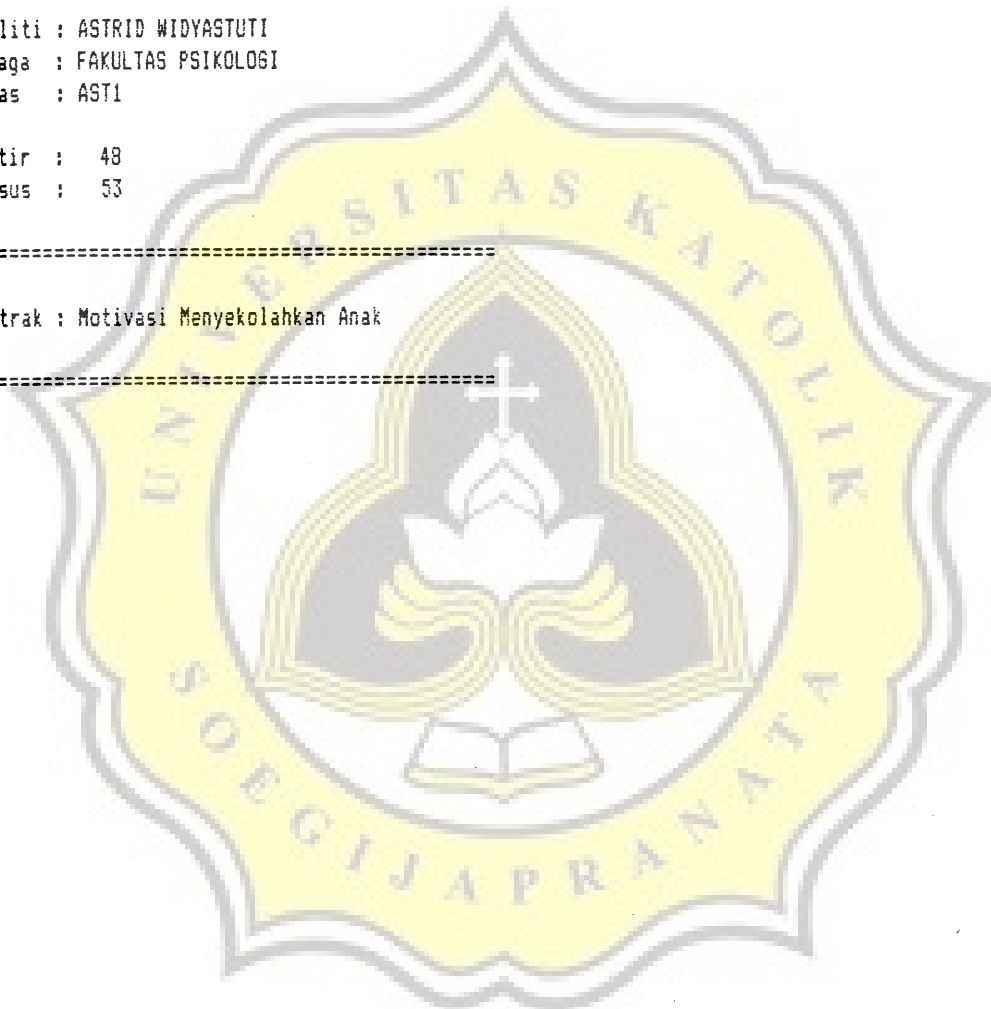 liti : ASTRID WIDYASTUTI
aga : FAKULTAS PSIKOLOGI
as : AST1
tir : 48
sus : 53
================================================
trak : Motivasi Menyekolahkan Anak
================================================
UNIVERSITAS KATOLIK
SOEGIJAPRANATA